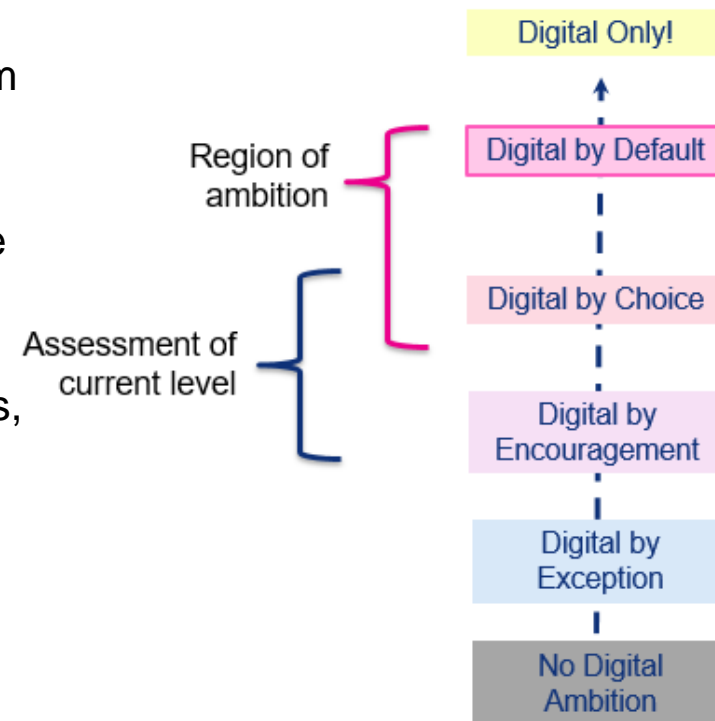 Digital Only!
m
Region of
ambition
Digital by Default
e
Digital by Choice
Assessment of
current level
s,
Digital by
Encouragement
Digital by
Exception
No Digital
Ambition